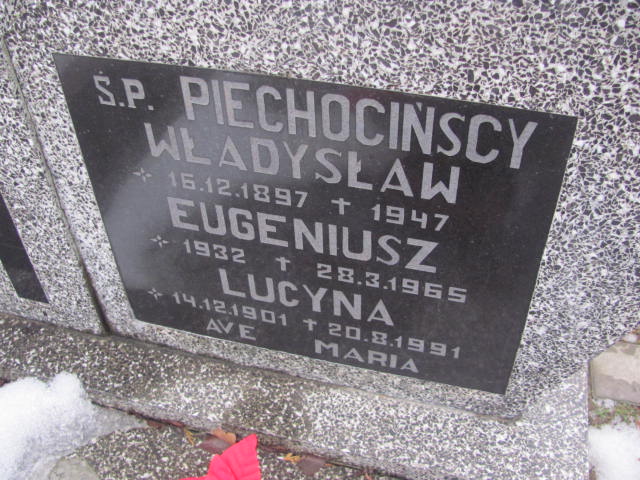 Ś.P. PIECHOCIŃSCY
WŁADYSŁAW
16.12.1897 † 1947
EUGENIUSZ
1932 † 28.3.1965
LUCYNA
14.12.1901 † 20.8.1991
AVE MARIA